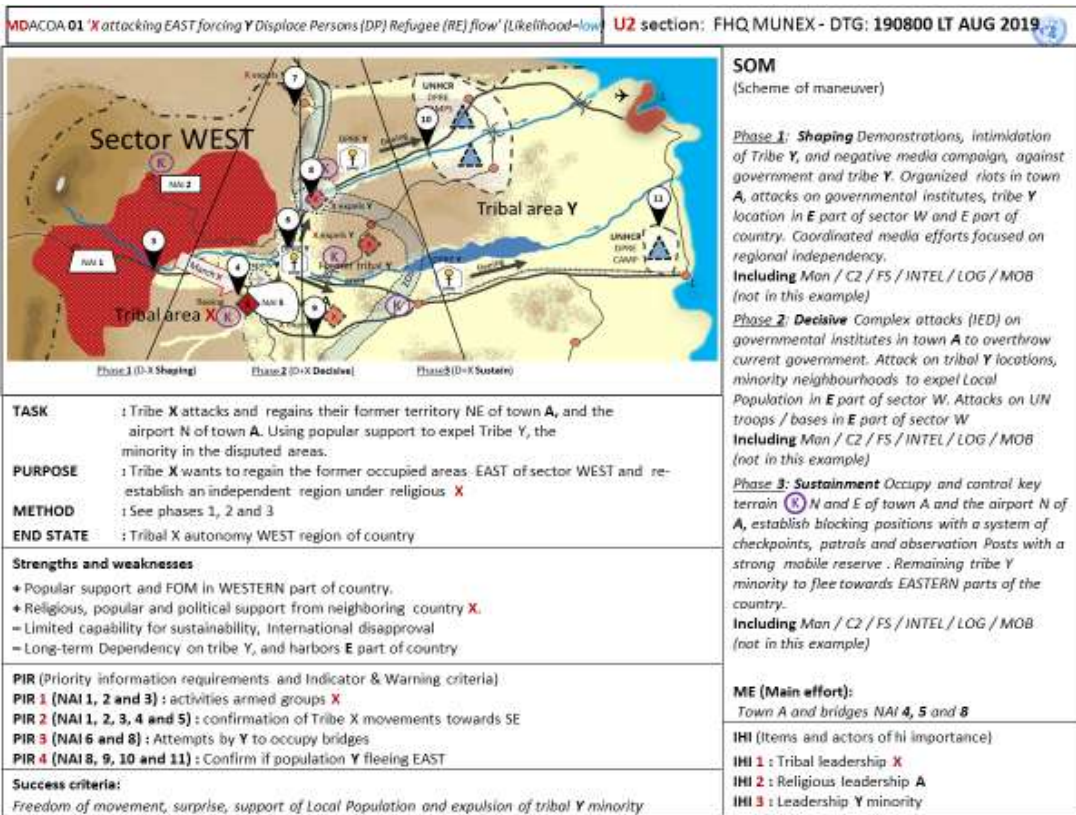 MDACOA 01 'X attacking EAST forcing Y Displace Persons (DP) Refugee (RE) flow' (Likelihood=low)
U2 section: FHQ MUNEX - DTG: 190800 LT AUG 2019
Sector WEST
NAI 2
NAI 1
Tribal area X
March X
NAI 8
X expels Y
UNHCR
DPRE
CAMPS
DPRE Y
Tribal area Y
X expels Y
X expels Y
Former tribal Y
DPRE Y
UNHCR
DPRE
CAMP
K
K
K
K
K
4
7
8
9
10
11
Phase 1 (D-X Shaping)
Phase 2 (D+X Decisive)
Phase3 (D+X Sustain)
TASK : Tribe X attacks and regains their former territory NE of town A, and the
airport N of town A. Using popular support to expel Tribe Y, the
minority in the disputed areas.
PURPOSE : Tribe X wants to regain the former occupied areas EAST of sector WEST and re-
establish an independent region under religious X
METHOD : See phases 1, 2 and 3
END STATE : Tribal X autonomy WEST region of country
Strengths and weaknesses
+ Popular support and FOM in WESTERN part of country.
+ Religious, popular and political support from neighboring country X.
– Limited capability for sustainability, International disapproval
– Long-term Dependency on tribe Y, and harbors E part of country
PIR (Priority information requirements and Indicator & Warning criteria)
PIR 1 (NAI 1, 2 and 3) : activities armed groups X
PIR 2 (NAI 1, 2, 3, 4 and 5) : confirmation of Tribe X movements towards SE
PIR 3 (NAI 6 and 8) : Attempts by Y to occupy bridges
PIR 4 (NAI 8, 9, 10 and 11) : Confirm if population Y fleeing EAST
Success criteria:
Freedom of movement, surprise, support of Local Population and expulsion of tribal Y minority
SOM
(Scheme of maneuver)
Phase 1: Shaping Demonstrations, intimidation
of Tribe Y, and negative media campaign, against
government and tribe Y. Organized riots in town
A, attacks on governmental institutes, tribe Y
location in E part of sector W and E part of
country. Coordinated media efforts focused on
regional independency.
Including Man / C2 / FS / INTEL / LOG / MOB
(not in this example)
Phase 2: Decisive Complex attacks (IED) on
governmental institutes in town A to overthrow
current government. Attack on tribal Y locations,
minority neighbourhoods to expel Local
Population in E part of sector W. Attacks on UN
troops / bases in E part of sector W
Including Man / C2 / FS / INTEL / LOG / MOB
(not in this example)
Phase 3: Sustainment Occupy and control key
terrain K N and E of town A and the airport N of
A, establish blocking positions with a system of
checkpoints, patrols and observation Posts with a
strong mobile reserve . Remaining tribe Y
minority to flee towards EASTERN parts of the
country.
Including Man / C2 / FS / INTEL / LOG / MOB
(not in this example)
ME (Main effort):
Town A and bridges NAI 4, 5 and 8
IHI (Items and actors of hi importance)
IHI 1 : Tribal leadership X
IHI 2 : Religious leadership A
IHI 3 : Leadership Y minority